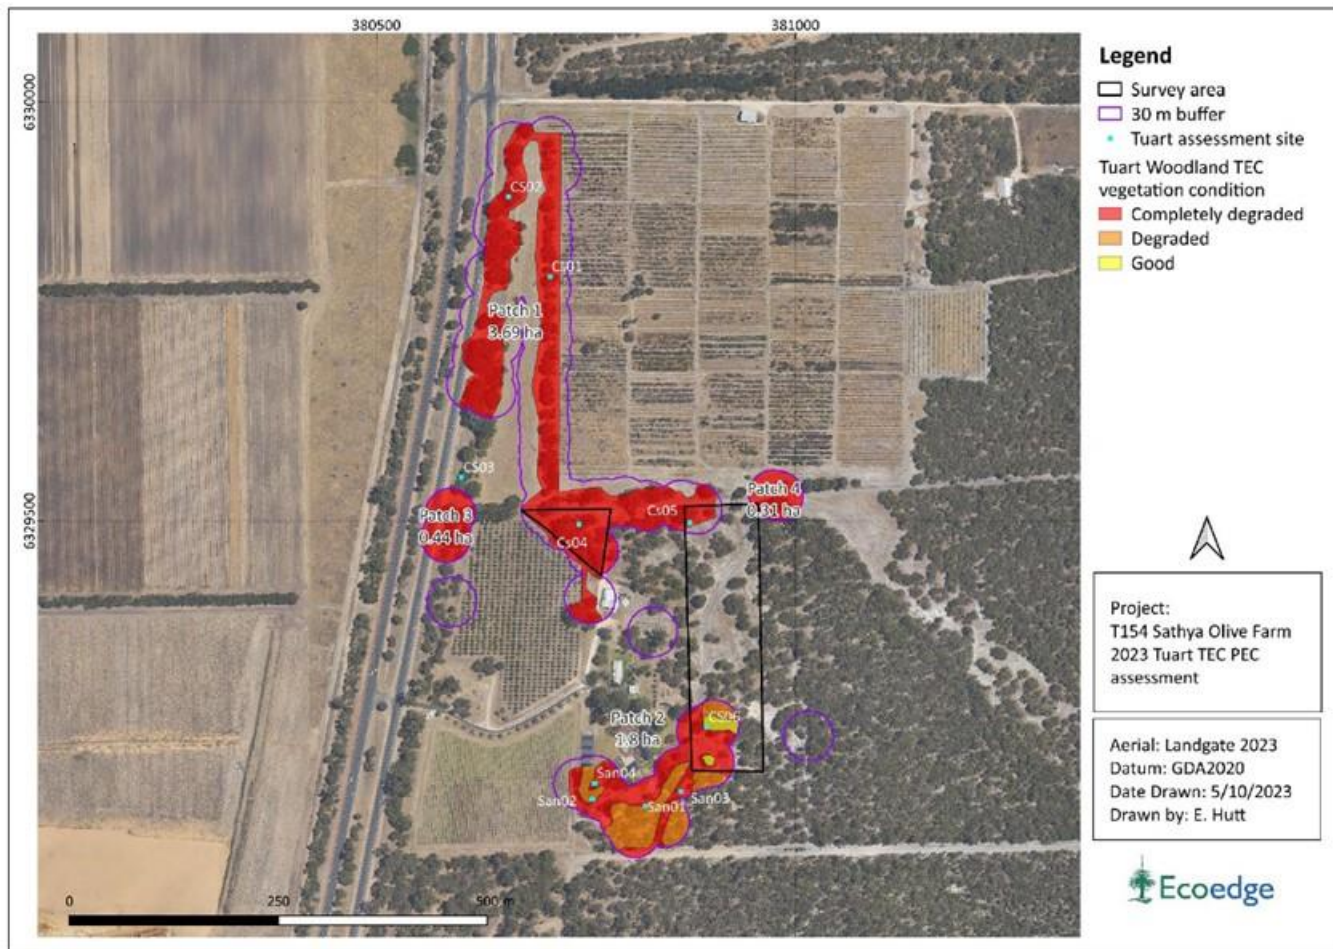 380500
381000
6330000
6329500
CS02
Cs01
Patch 1
3.69 ha
CS03
Patch 3
0.44 ha
Cs04
Cs05
Patch 4
0.31 ha
Patch 2
1.8 ha
CS06
San04
San02
San01
San03
0
250
500 m
Legend
Survey area
30 m buffer
Tuart assessment site
Tuart Woodland TEC
vegetation condition
Completely degraded
Degraded
Good
Project:
T154 Sathya Olive Farm
2023 Tuart TEC PEC
assessment
Aerial: Landgate 2023
Datum: GDA2020
Date Drawn: 5/10/2023
Drawn by: E. Hutt
Ecoedge